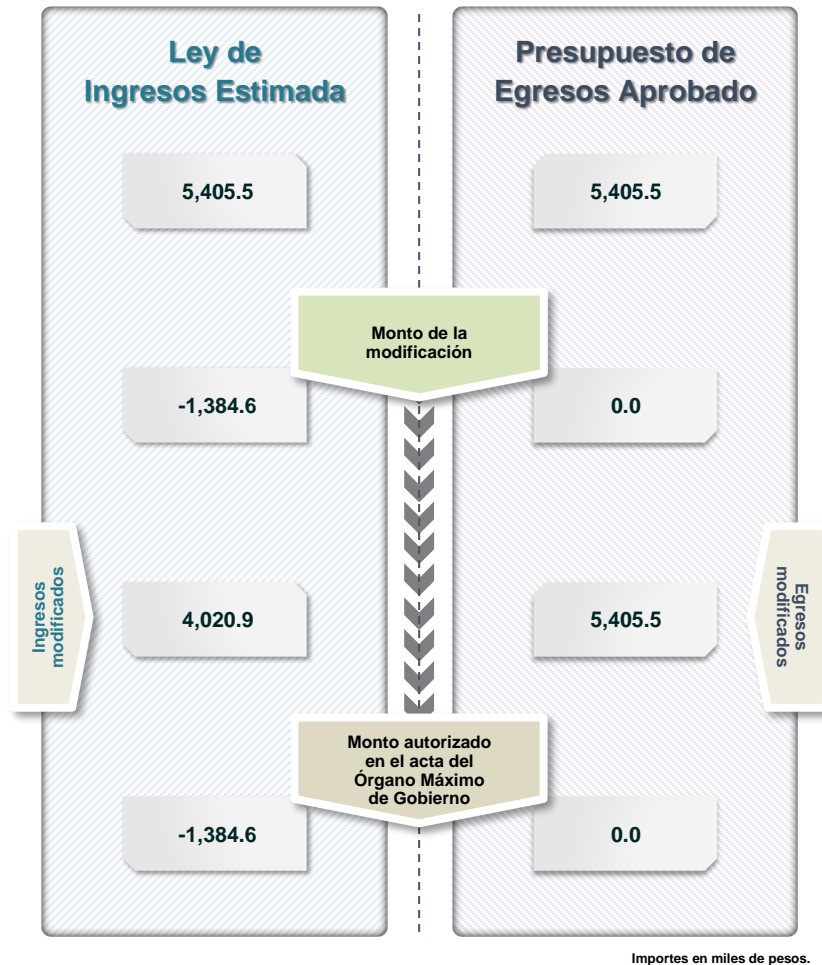 Ley de
Ingresos Estimada
Presupuesto de
Egresos Aprobado
5,405.5
5,405.5
Monto de la
modificación
-1,384.6
0.0
Ingresos
modificados
4,020.9
5,405.5
Egresos
modificados
Monto autorizado
en el acta del
Órgano Máximo
de Gobierno
-1,384.6
0.0
Importes en miles de pesos.